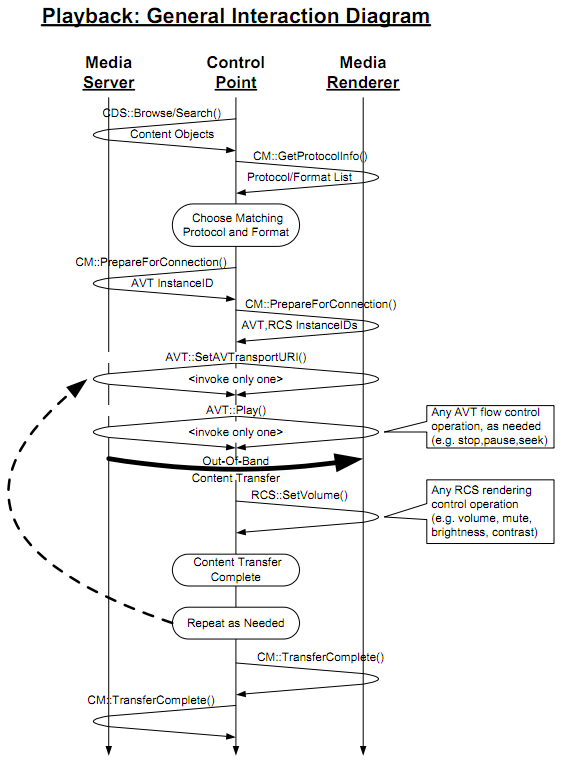 Playback: General Interaction Diagram
Media
Server
Control
Point
Media
Renderer
CDS::Browse/Search()
Content Objects
CM::GetProtocolInfo()
Protocol/Format List
Choose Matching
Protocol and Format
CM::PrepareForConnection()
AVT InstanceID
CM::PrepareForConnection()
AVT,RCS InstanceIDs
AVT::SetAVTransportURI()
<invoke only one>
AVT::Play()
<invoke only one>
Any AVT flow control
operation, as needed
(e.g. stop,pause,seek)
Out-Of-Band
Content Transfer
RCS::SetVolume()
Any RCS rendering
control operation
(e.g. volume, mute,
brightness, contrast)
Content Transfer
Complete
Repeat as Needed
CM::TransferComplete()
CM::TransferComplete()